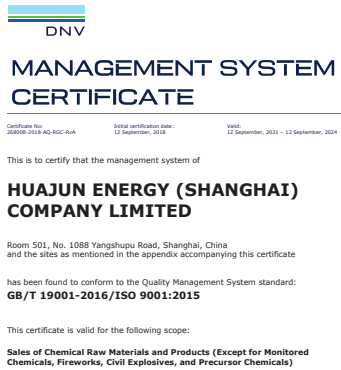 DNV
MANAGEMENT SYSTEM
CERTIFICATE
Certificate No:
268008-2018-AQ-RGC-RvA
Initial certification date:
12 September, 2018
Valid:
12 September, 2021 – 12 September, 2024
This is to certify that the management system of
HUAJUN ENERGY (SHANGHAI)
COMPANY LIMITED
Room 501, No. 1088 Yangshupu Road, Shanghai, China
and the sites as mentioned in the appendix accompanying this certificate
has been found to conform to the Quality Management System standard:
GB/T 19001-2016/ISO 9001:2015
This certificate is valid for the following scope:
Sales of Chemical Raw Materials and Products (Except for Monitored
Chemicals, Fireworks, Civil Explosives, and Precursor Chemicals)